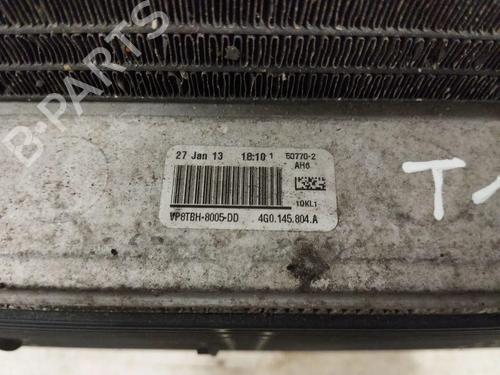 B-PARTS
27 Jan 13 18:10 1 50770-2
AH6
10KL1
VP8TBH-8005-DD 4G0.145.804.A